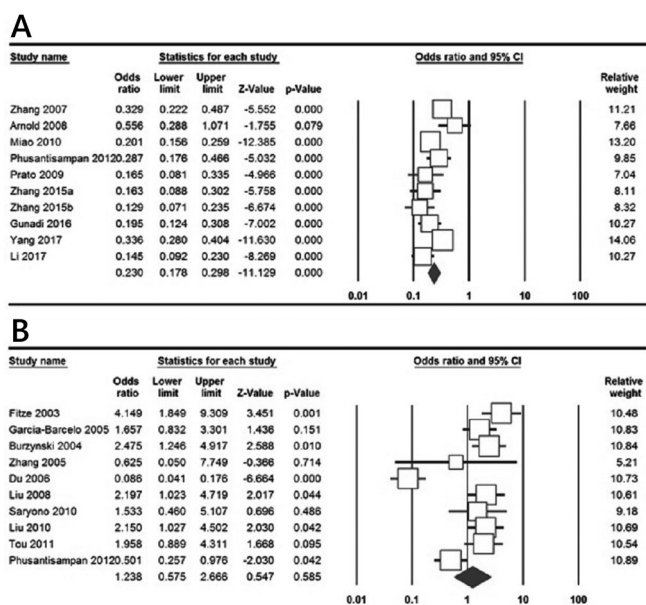 A
Study name Statistics for each study Odds ratio and 95% CI
Odds ratio Lower limit Upper limit Z-Value p-Value Relative weight
Zhang 2007 0.329 0.222 0.487 -5.552 0.000 11.21
Arnold 2008 0.556 0.288 1.071 -1.755 0.079 7.66
Miao 2010 0.201 0.156 0.259 -12.385 0.000 13.20
Phusantisampan 2012 0.287 0.176 0.466 -5.032 0.000 9.85
Prato 2009 0.165 0.081 0.335 -4.966 0.000 7.04
Zhang 2015a 0.163 0.088 0.302 -5.758 0.000 8.11
Zhang 2015b 0.129 0.071 0.235 -6.674 0.000 8.32
Gunadi 2016 0.195 0.124 0.308 -7.002 0.000 10.27
Yang 2017 0.336 0.280 0.404 -11.630 0.000 14.06
Li 2017 0.145 0.092 0.230 -8.269 0.000 10.27
0.230 0.178 0.298 -11.129 0.000
0.01 0.1 1 10 100
B
Study name Statistics for each study Odds ratio and 95% CI
Odds ratio Lower limit Upper limit Z-Value p-Value Relative weight
Fitze 2003 4.149 1.849 9.309 3.451 0.001 10.48
Garcia-Barcelo 2005 1.657 0.832 3.301 1.436 0.151 10.83
Burzynski 2004 2.475 1.246 4.917 2.588 0.010 10.84
Zhang 2005 0.625 0.050 7.749 -0.366 0.714 5.21
Du 2006 0.086 0.041 0.176 -6.664 0.000 10.73
Liu 2008 2.197 1.023 4.719 2.017 0.044 10.61
Saryono 2010 1.533 0.460 5.107 0.696 0.486 9.18
Liu 2010 2.150 1.027 4.502 2.030 0.042 10.69
Tou 2011 1.958 0.889 4.311 1.668 0.095 10.54
Phusantisampan 2012 0.501 0.257 0.976 -2.030 0.042 10.89
1.238 0.575 2.666 0.547 0.585
0.01 0.1 1 10 100